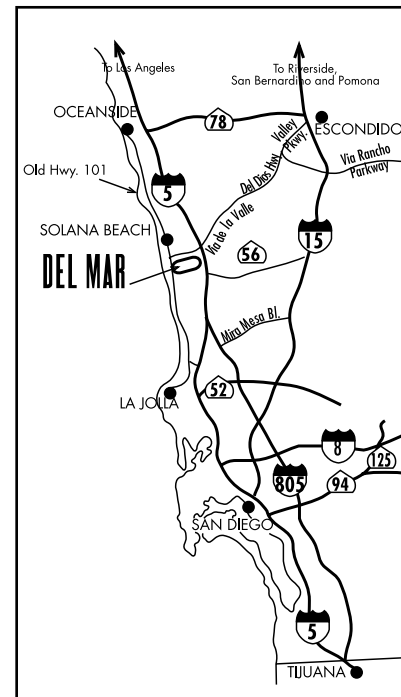 To Los Angeles
To Riverside,
San Bernardino and Pomona
OCEANSIDE
78
ESCONDIDO
Valley
Pkwy.
Via Rancho
Parkway
Old Hwy. 101
5
Del Dios Hwy
15
SOLANA BEACH
Via de La Valle
56
DEL MAR
Mira Mesa Bl.
52
LA JOLLA
8
125
805
94
SAN DIEGO
5
TIJUANA